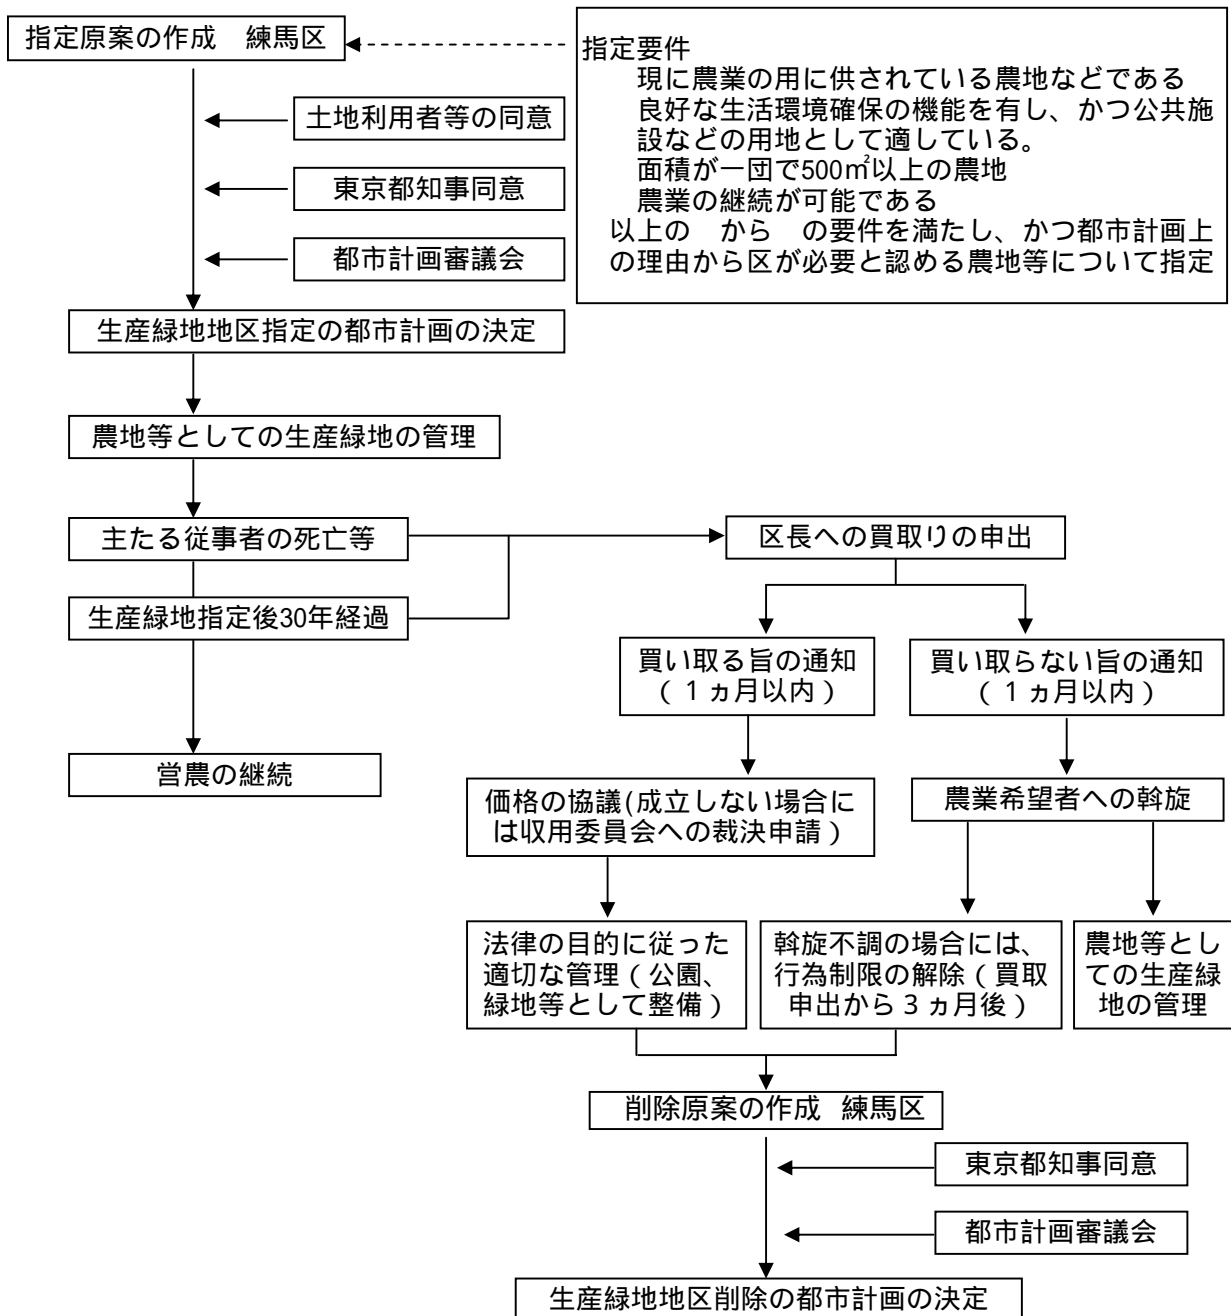 指定原案の作成　練馬区
指定要件
現に農業の用に供されている農地などである
良好な生活環境確保の機能を有し、かつ公共施
設などの用地として適している。
面積が一団で500㎡以上の農地
農業の継続が可能である
以上の　から　の要件を満たし、かつ都市計画上
の理由から区が必要と認める農地等について指定
土地利用者等の同意
東京都知事同意
都市計画審議会
生産緑地地区指定の都市計画の決定
農地等としての生産緑地の管理
主たる従事者の死亡等
生産緑地指定後30年経過
営農の継続
区長への買取りの申出
買い取る旨の通知
（１ヵ月以内）
買い取らない旨の通知
（１ヵ月以内）
価格の協議(成立しない場合に
は収用委員会への裁決申請）
農業希望者への斡旋
法律の目的に従った
適切な管理（公園、
緑地等として整備）
斡旋不調の場合には、
行為制限の解除（買取
申出から３ヵ月後）
農地等とし
ての生産緑
地の管理
削除原案の作成　練馬区
東京都知事同意
都市計画審議会
生産緑地地区削除の都市計画の決定